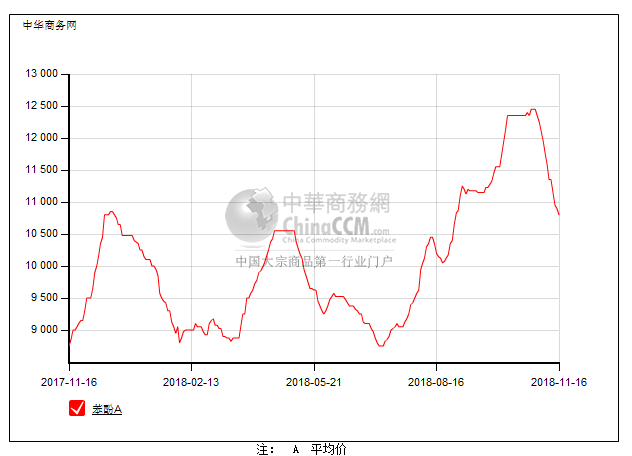 中华商务网
13 000
12 500
12 000
11 500
11 000
10 500
10 000
9 500
9 000
中華商務網
ChinaCCM.com
China Commodity Marketplace
中国大宗商品第一行业门户
2017-11-16
2018-02-13
2018-05-21
2018-08-16
2018-11-16
苯酚A
注： A 平均价